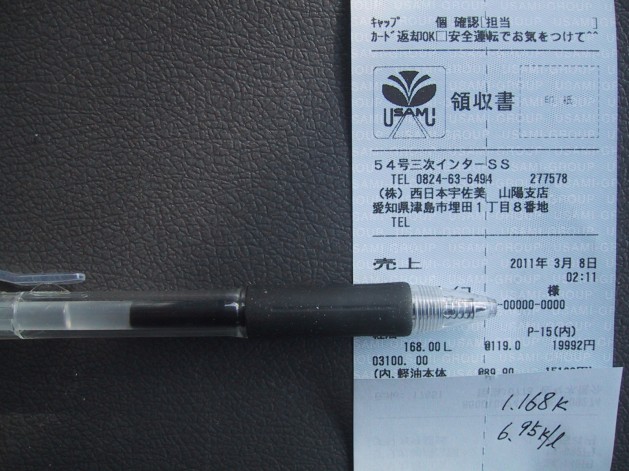 ｷｬｯﾌﾟ 個 確認 担当 ]
ｶｰﾄﾞ返却OK□安全運転でお気をつけて^^
USAMI
領収書
印紙
54号三次インターSS
TEL 0824-63-6494 277578
(株) 西日本宇佐美 山陽支店
愛知県津島市埋田1丁目8番地
TEL
売上 2011年 3月 8日
02:11
様
-00000-0000
P-15(内)
168.00L @119.0 19992円
03100. 00
(内.軽油本体 @89.90
1.168K
6.95K/l